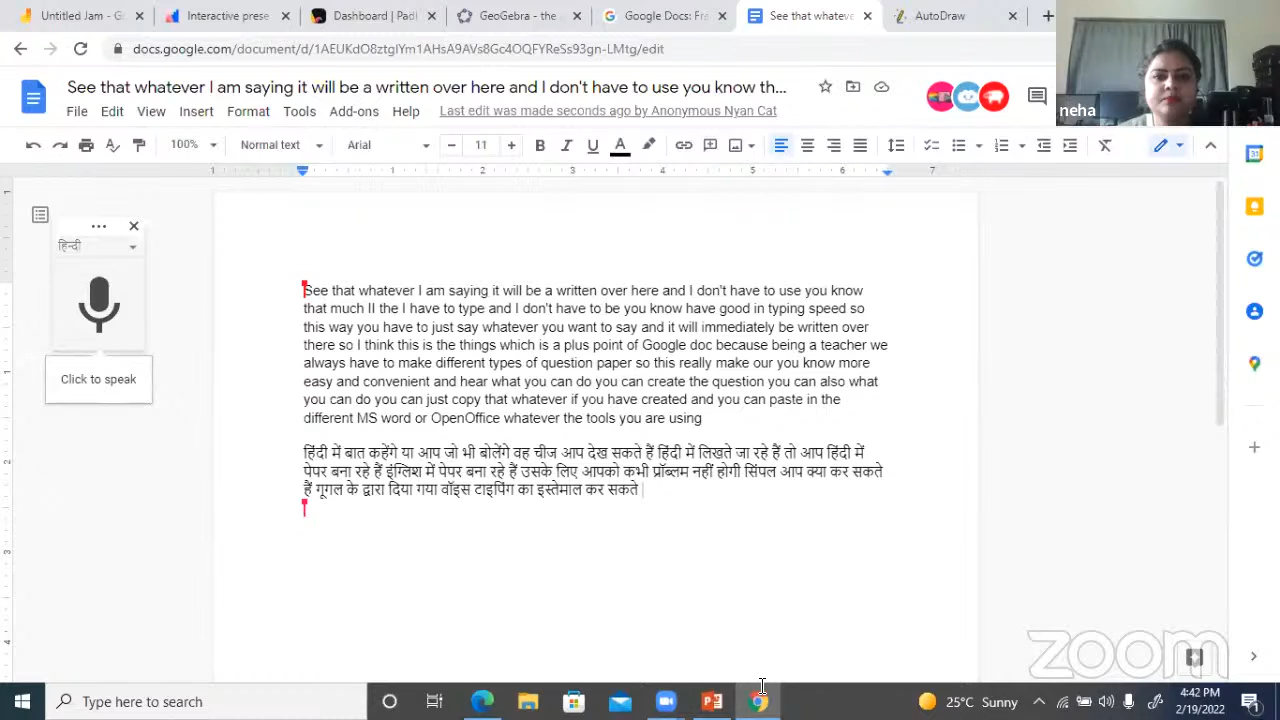 Untitled Jam - G
Interactive prese
Dashboard | Padl
GeoGebra - the
Google Docs: Fra
See that whateve
AutoDraw
docs.google.com/document/d/1AEUKdO8ztgIYm1AHsA9AVs8Gc4OQFYReSs93gn-LMtg/edit
neha
See that whatever I am saying it will be a written over here and I don't have to use you know th...
File Edit View Insert Format Tools Add-ons Help Last edit was made seconds ago by Anonymous Nyan Cat
100% Normal text Arial 11
1 1 2 3 4 5 6 7
हिन्दी
Click to speak
See that whatever I am saying it will be a written over here and I don't have to use you know
that much II the I have to type and I don't have to be you know have good in typing speed so
this way you have to just say whatever you want to say and it will immediately be written over
there so I think this is the things which is a plus point of Google doc because being a teacher we
always have to make different types of question paper so this really make our you know more
easy and convenient and hear what you can do you can create the question you can also what
you can do you can just copy that whatever if you have created and you can paste in the
different MS word or OpenOffice whatever the tools you are using
हिंदी में बात कहेंगे या आप जो भी बोलेंगे वह चीज आप देख सकते हैं हिंदी में लिखते जा रहे हैं तो आप हिंदी में
पेपर बना रहे हैं इंग्लिश में पेपर बना रहे हैं उसके लिए आपको कभी प्रॉब्लम नहीं होगी सिंपल आप क्या कर सकते
हैं गूगल के द्वारा दिया गया वॉइस टाइपिंग का इस्तेमाल कर सकते
zoom
Type here to search
25°C Sunny
4:42 PM
2/19/2022